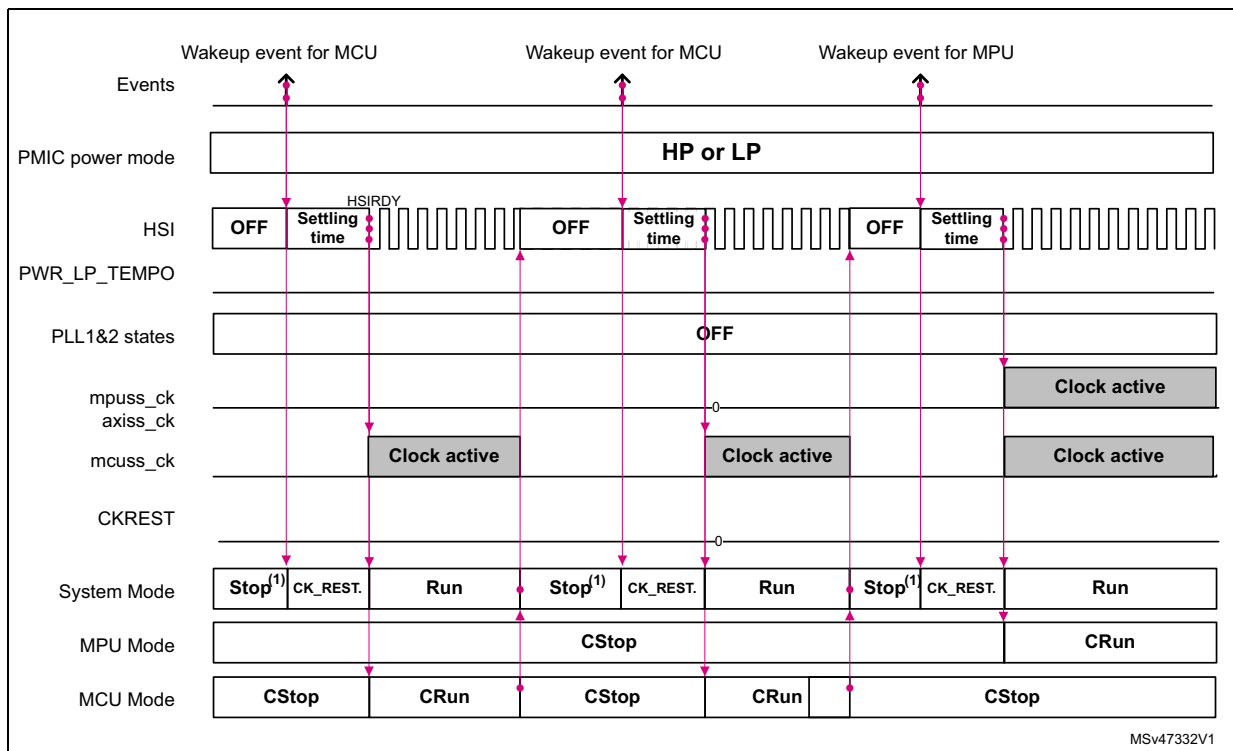 Wakeup event for MCU Wakeup event for MCU Wakeup event for MPU
Events
PMIC power mode HP or LP
HSIRDY
HSI OFF Settling time OFF Settling time OFF Settling time
PWR_LP_TEMPO
PLL1&2 states OFF
mpuss_ck Clock active
axiss_ck 0
mcuss_ck Clock active Clock active Clock active
CKREST
0
System Mode Stop(1) CK_REST. Run Stop(1) CK_REST. Run Stop(1) CK_REST. Run
MPU Mode CStop CRun
MCU Mode CStop CRun CStop CRun CStop
MSv47332V1